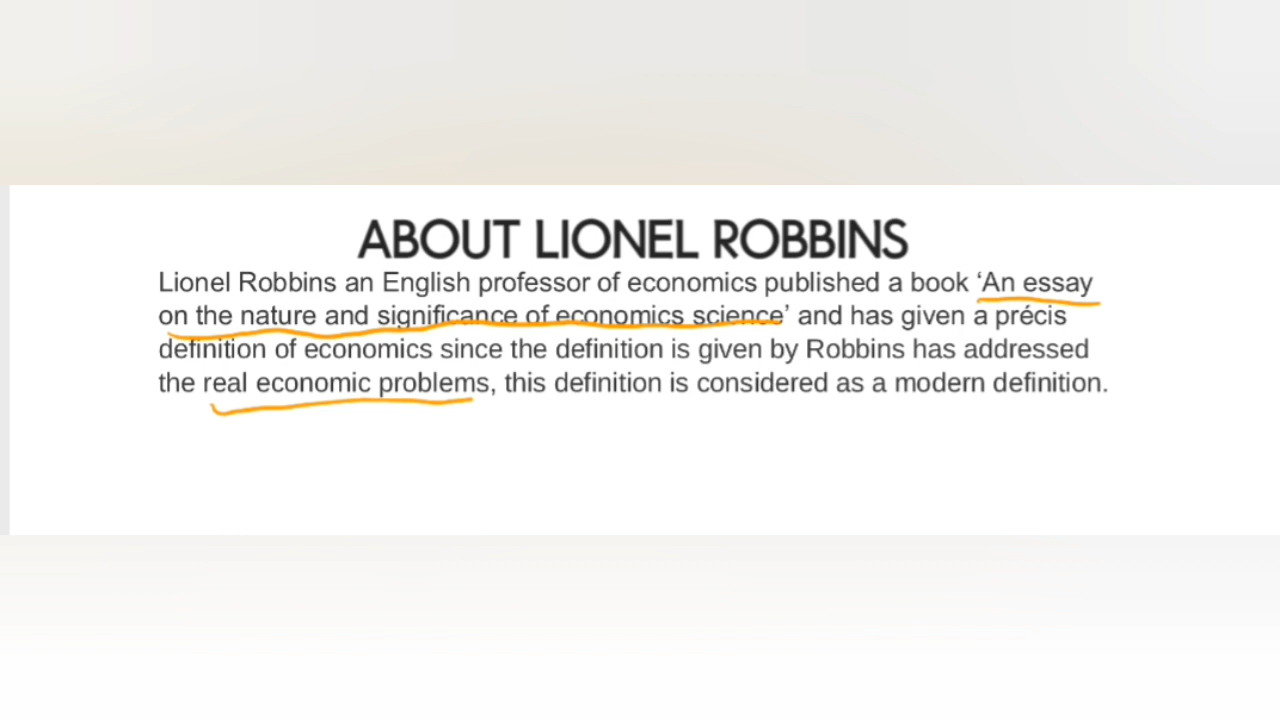 ABOUT LIONEL ROBBINS
Lionel Robbins an English professor of economics published a book ‘An essay
on the nature and significance of economics science’ and has given a précis
definition of economics since the definition is given by Robbins has addressed
the real economic problems, this definition is considered as a modern definition.